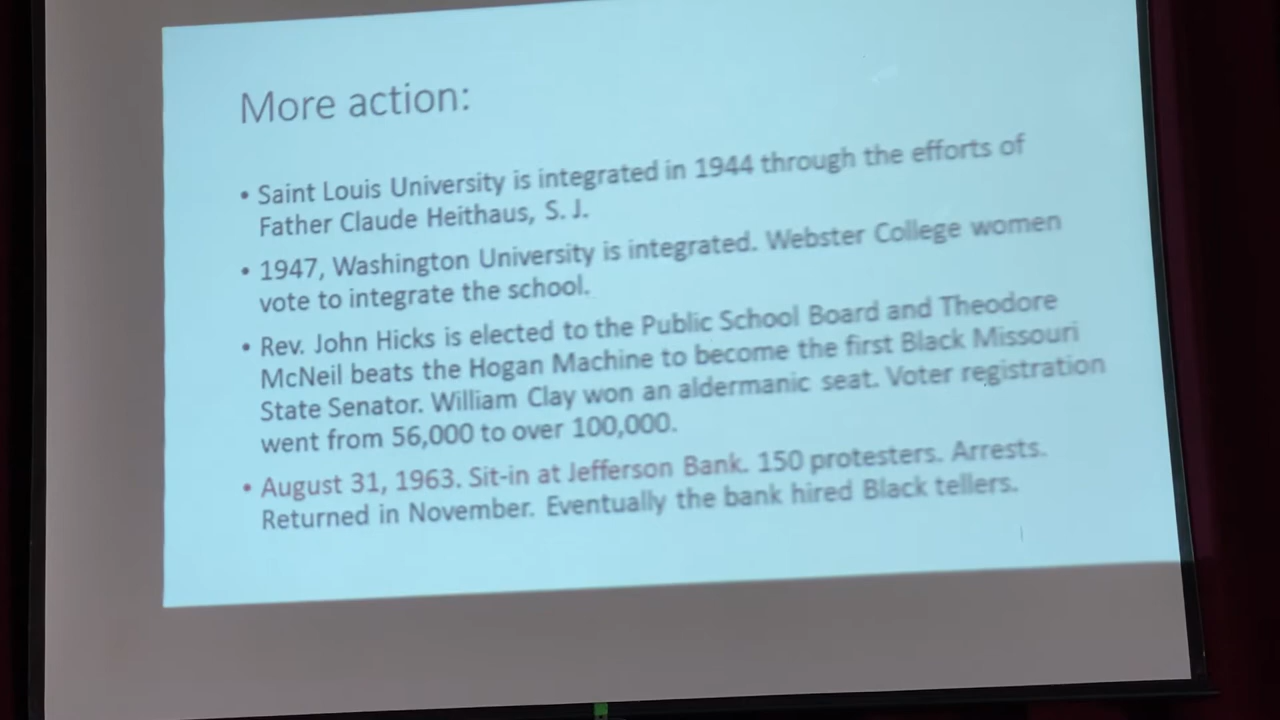 More action:
• Saint Louis University is integrated in 1944 through the efforts of
Father Claude Heithaus, S. J.
• 1947, Washington University is integrated. Webster College women
vote to integrate the school.
• Rev. John Hicks is elected to the Public School Board and Theodore
McNeil beats the Hogan Machine to become the first Black Missouri
State Senator. William Clay won an aldermanic seat. Voter registration
went from 56,000 to over 100,000.
• August 31, 1963. Sit-in at Jefferson Bank. 150 protesters. Arrests.
Returned in November. Eventually the bank hired Black tellers.